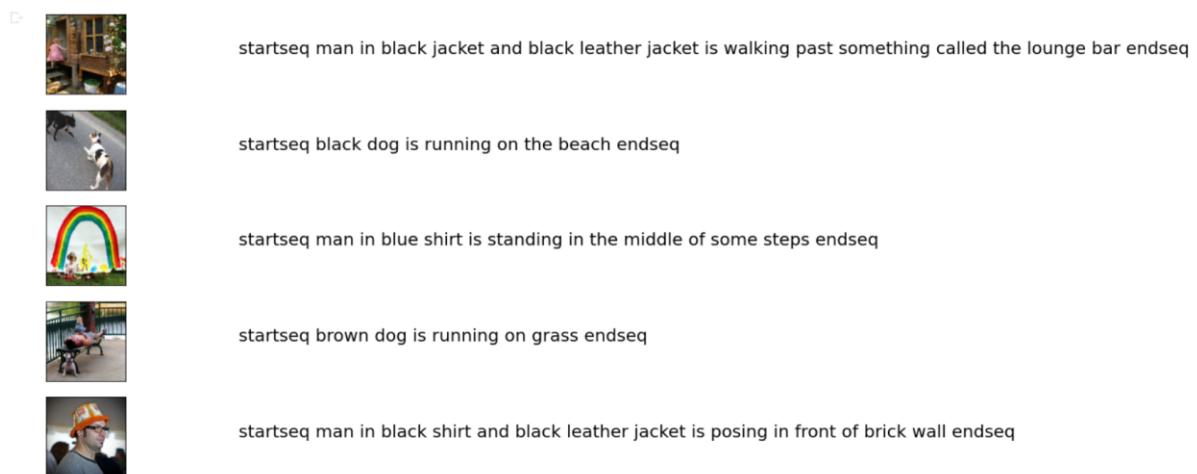 startseq man in black jacket and black leather jacket is walking past something called the lounge bar endseq
startseq black dog is running on the beach endseq
startseq man in blue shirt is standing in the middle of some steps endseq
startseq brown dog is running on grass endseq
startseq man in black shirt and black leather jacket is posing in front of brick wall endseq